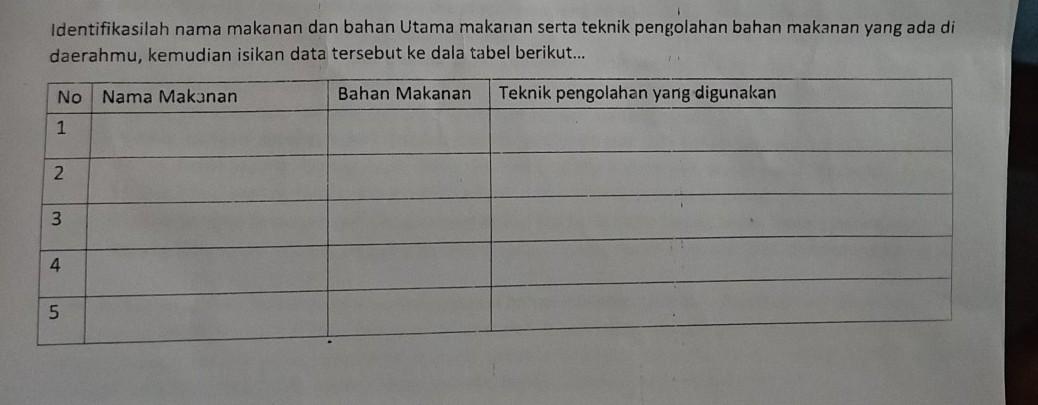 Identifikasilah nama makanan dan bahan Utama makanan serta teknik pengolahan bahan makanan yang ada di
daerahmu, kemudian isikan data tersebut ke dala tabel berikut...
No Nama Makanan Bahan Makanan Teknik pengolahan yang digunakan
1
2
3
4
5